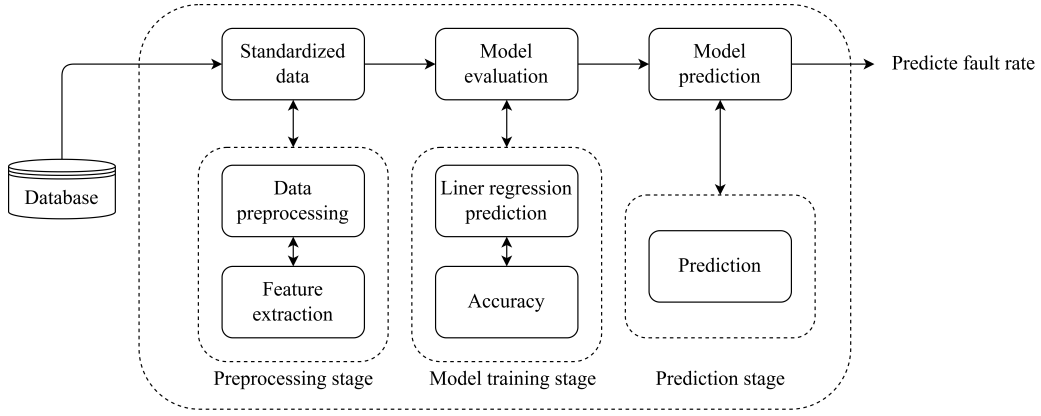 Standardized
data
Model
evaluation
Model
prediction
Predicte fault rate
Database
Data
preprocessing
Liner regression
prediction
Prediction
Feature
extraction
Accuracy
Preprocessing stage
Model training stage
Prediction stage